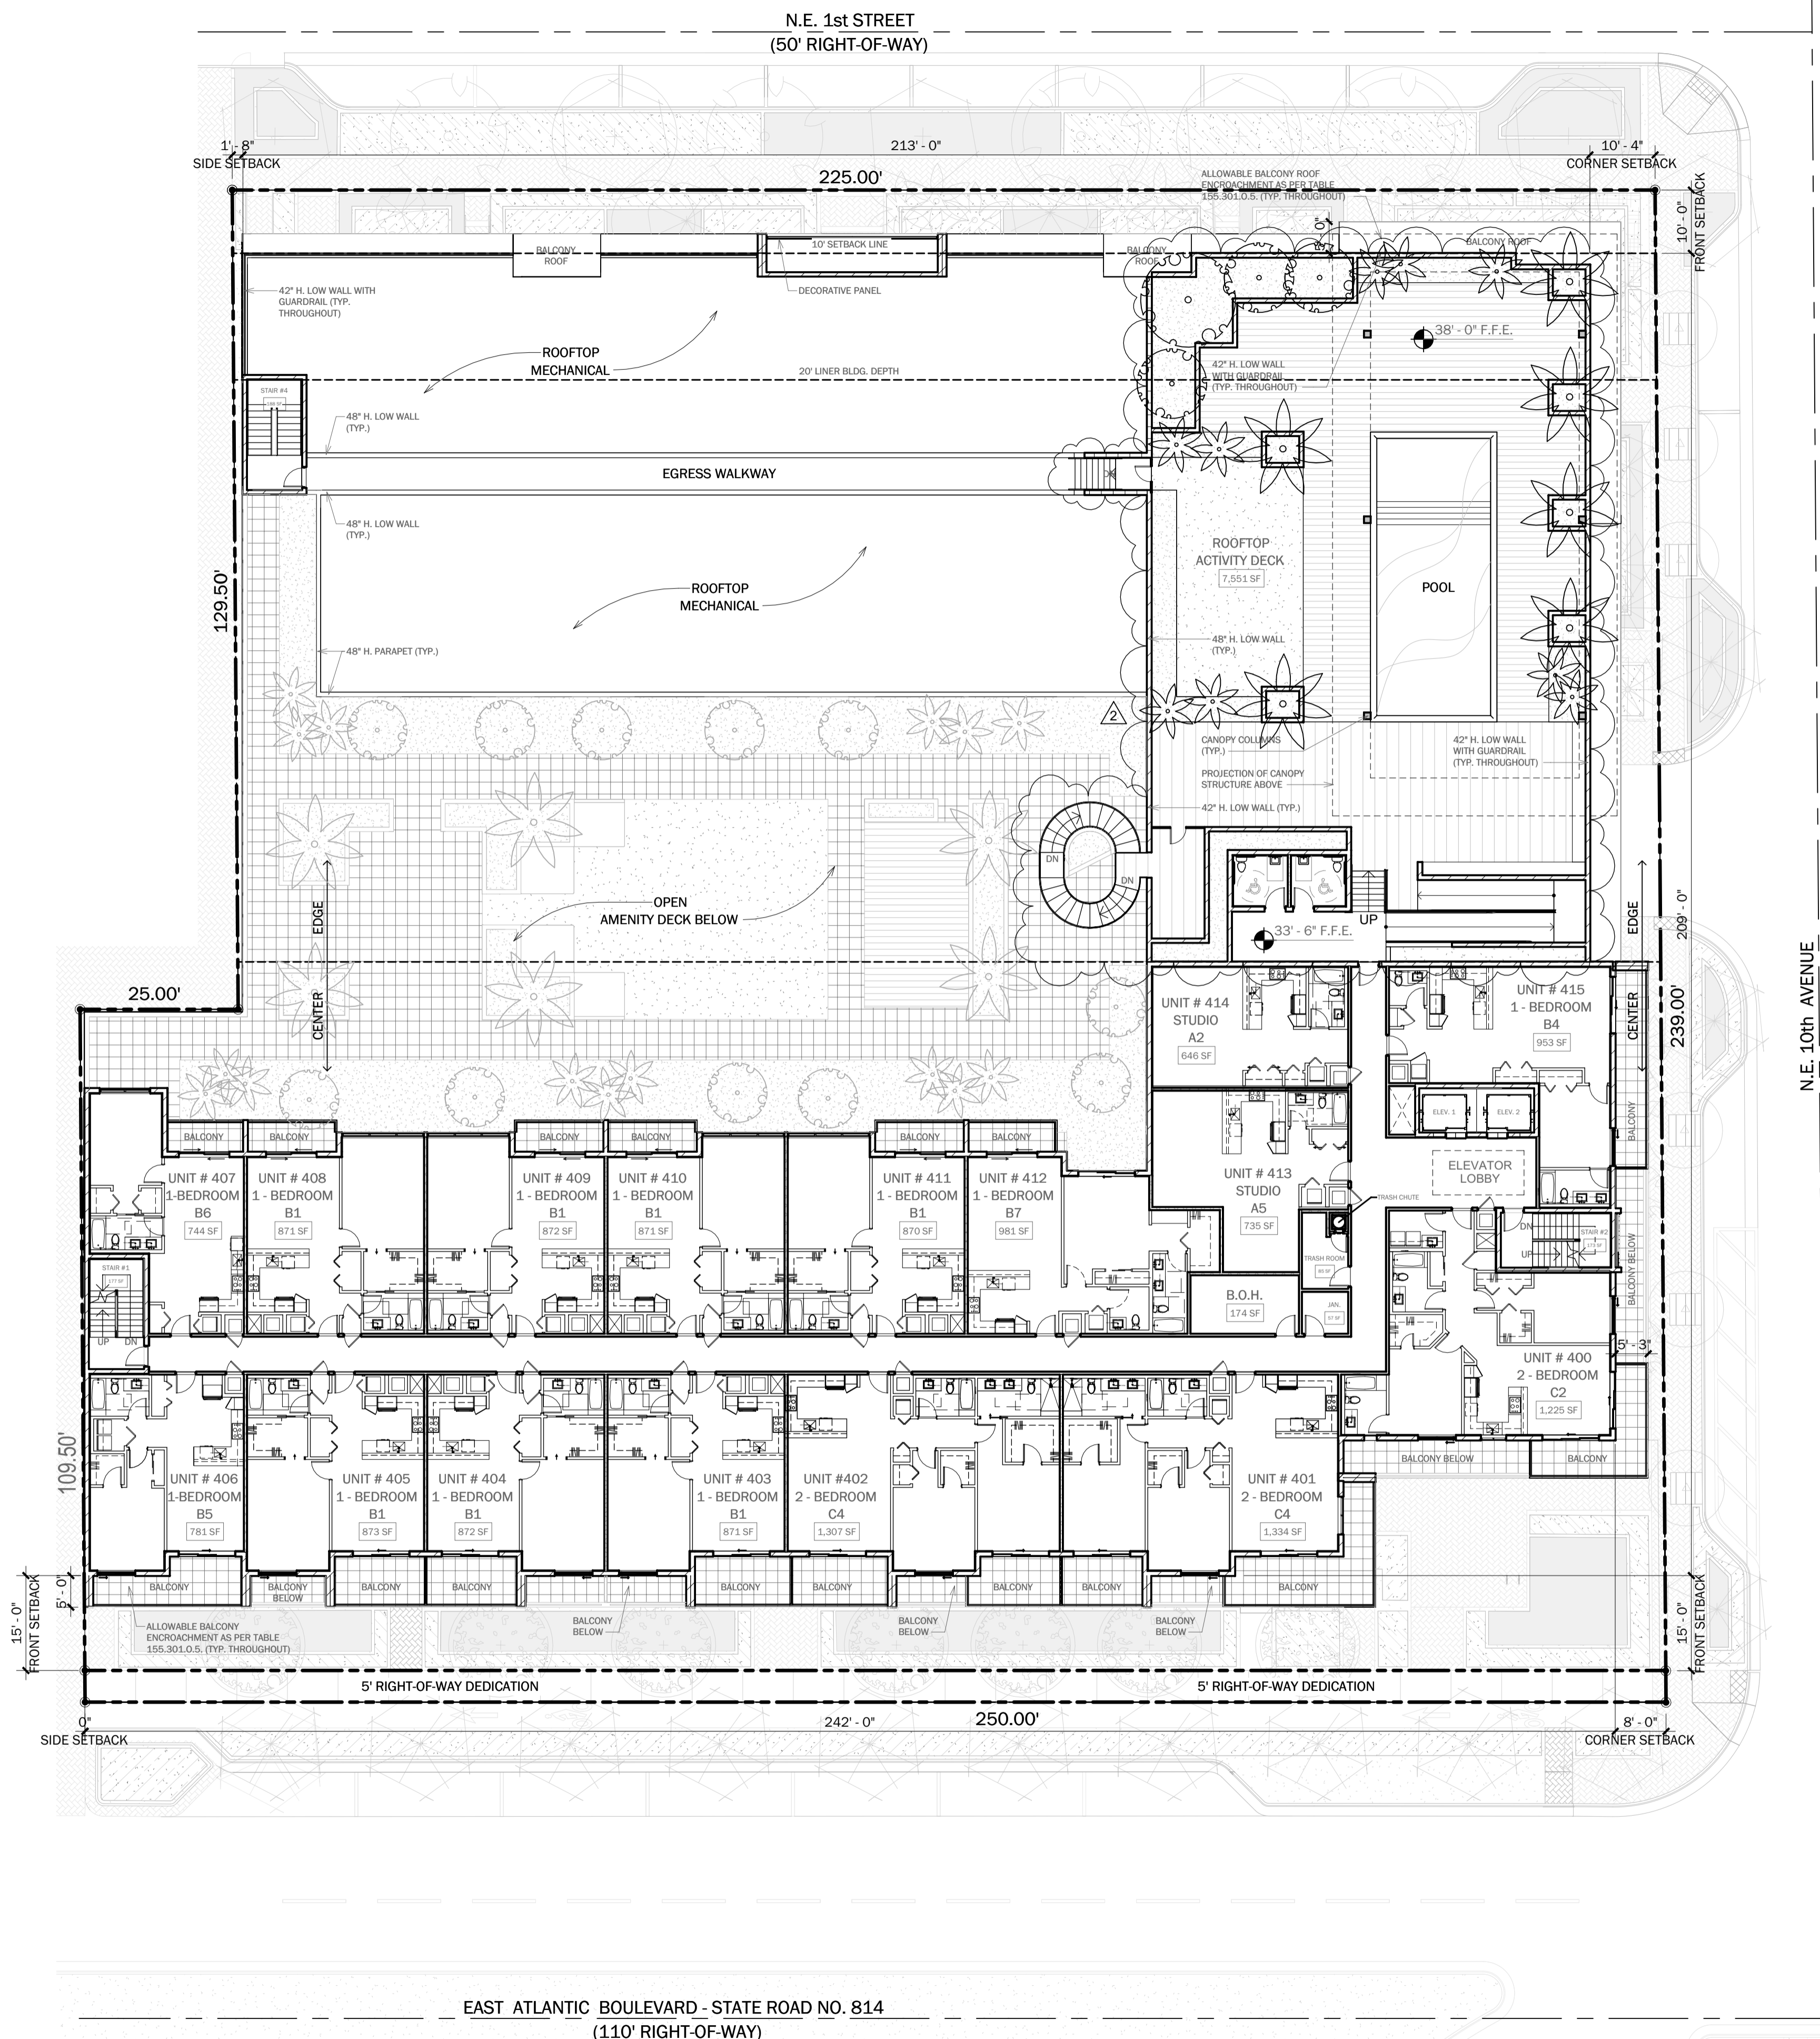 N.E. 1st STREET
(50' RIGHT-OF-WAY)
1' - 8"
SIDE SETBACK
213' - 0"
10' - 4"
CORNER SETBACK
225.00'
ALLOWABLE BALCONY ROOF
ENCROACHMENT AS PER TABLE
155.301.O.5. (TYP. THROUGHOUT)
10' - 0"
FRONT SETBACK
5' - 0"
BALCONY
ROOF
10' SETBACK LINE
BALCONY
ROOF
BALCONY ROOF
42" H. LOW WALL WITH
GUARDRAIL (TYP.
THROUGHOUT)
DECORATIVE PANEL
ROOFTOP
MECHANICAL
38' - 0" F.F.E.
42" H. LOW WALL
WITH GUARDRAIL
(TYP. THROUGHOUT)
20' LINER BLDG. DEPTH
STAIR #4
188 SF
48" H. LOW WALL
(TYP.)
EGRESS WALKWAY
DN
48" H. LOW WALL
(TYP.)
ROOFTOP
ACTIVITY DECK
7,551 SF
POOL
129.50'
ROOFTOP
MECHANICAL
48" H. LOW WALL
(TYP.)
48" H. PARAPET (TYP.)
2
CANOPY COLUMNS
(TYP.)
42" H. LOW WALL
WITH GUARDRAIL
(TYP. THROUGHOUT)
PROJECTION OF CANOPY
STRUCTURE ABOVE
42" H. LOW WALL (TYP.)
DN
DN
OPEN
AMENITY DECK BELOW
UP
33' - 6" F.F.E.
EDGE
CENTER
EDGE
CENTER
209' - 0"
239.00'
N.E. 10th AVENUE
25.00'
UNIT # 414
STUDIO
A2
646 SF
UNIT # 415
1 - BEDROOM
B4
953 SF
ELEV. 1
ELEV. 2
BALCONY
BALCONY
BALCONY
BALCONY
BALCONY
BALCONY
BALCONY
UNIT # 407
1-BEDROOM
B6
744 SF
UNIT # 408
1 - BEDROOM
B1
871 SF
UNIT # 409
1 - BEDROOM
B1
872 SF
UNIT # 410
1 - BEDROOM
B1
871 SF
UNIT # 411
1 - BEDROOM
B1
870 SF
UNIT # 412
1 - BEDROOM
B7
981 SF
UNIT # 413
STUDIO
A5
735 SF
ELEVATOR
LOBBY
TRASH CHUTE
TRASH ROOM
85 SF
STAIR #2
173 SF
DN
UP
BALCONY BELOW
STAIR #1
177 SF
UP
DN
B.O.H.
174 SF
JAN.
57 SF
5' - 3"
UNIT # 400
2 - BEDROOM
C2
1,225 SF
BALCONY BELOW
BALCONY
109.50'
UNIT # 406
1-BEDROOM
B5
781 SF
UNIT # 405
1 - BEDROOM
B1
873 SF
UNIT # 404
1 - BEDROOM
B1
872 SF
UNIT # 403
1 - BEDROOM
B1
871 SF
UNIT #402
2 - BEDROOM
C4
1,307 SF
UNIT # 401
2 - BEDROOM
C4
1,334 SF
BALCONY
BALCONY
BELOW
BALCONY
BALCONY
BALCONY
BALCONY
BALCONY
BALCONY
BALCONY
5' - 0"
15' - 0"
FRONT SETBACK
ALLOWABLE BALCONY
ENCROACHMENT AS PER TABLE
155.301.O.5. (TYP. THROUGHOUT)
BALCONY
BELOW
BALCONY
BELOW
BALCONY
BELOW
15' - 0"
FRONT SETBACK
5' RIGHT-OF-WAY DEDICATION
5' RIGHT-OF-WAY DEDICATION
0"
SIDE SETBACK
242' - 0"
250.00'
8' - 0"
CORNER SETBACK
EAST ATLANTIC BOULEVARD - STATE ROAD NO. 814
(110' RIGHT-OF-WAY)